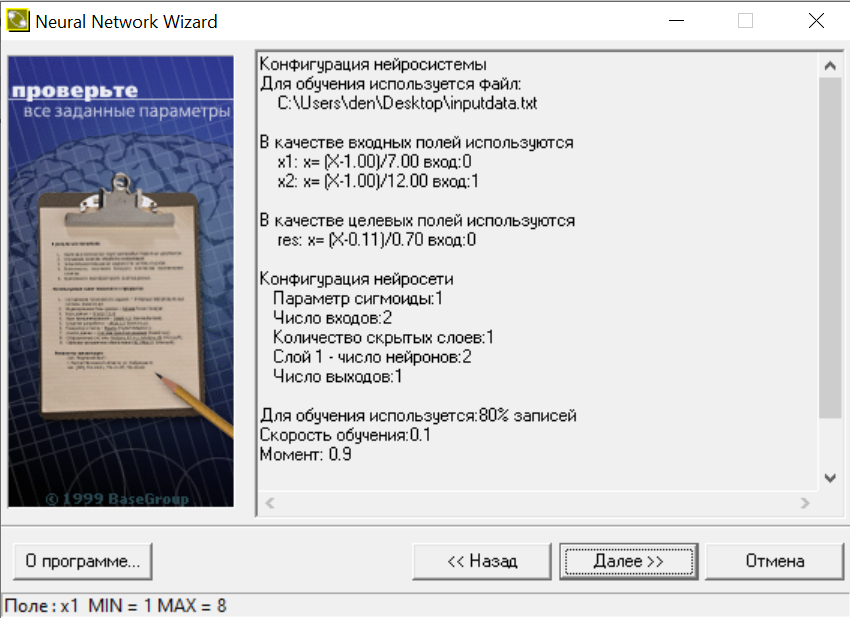 Neural Network Wizard
проверьте
все заданные параметры
© 1999 BaseGroup
Конфигурация нейросистемы
Для обучения используется файл:
C:\Users\den\Desktop\inputdata.txt
В качестве входных полей используются
x1: x= (X-1.00)/7.00 вход:0
x2: x= (X-1.00)/12.00 вход:1
В качестве целевых полей используются
res: x= (X-0.11)/0.70 вход:0
Конфигурация нейросети
Параметр сигмоиды:1
Число входов:2
Количество скрытых слоев:1
Слой 1 - число нейронов:2
Число выходов:1
Для обучения используется:80% записей
Скорость обучения:0.1
Момент: 0.9
О программе...
<< Назад
Далее >>
Отмена
Поле : x1 MIN = 1 MAX = 8